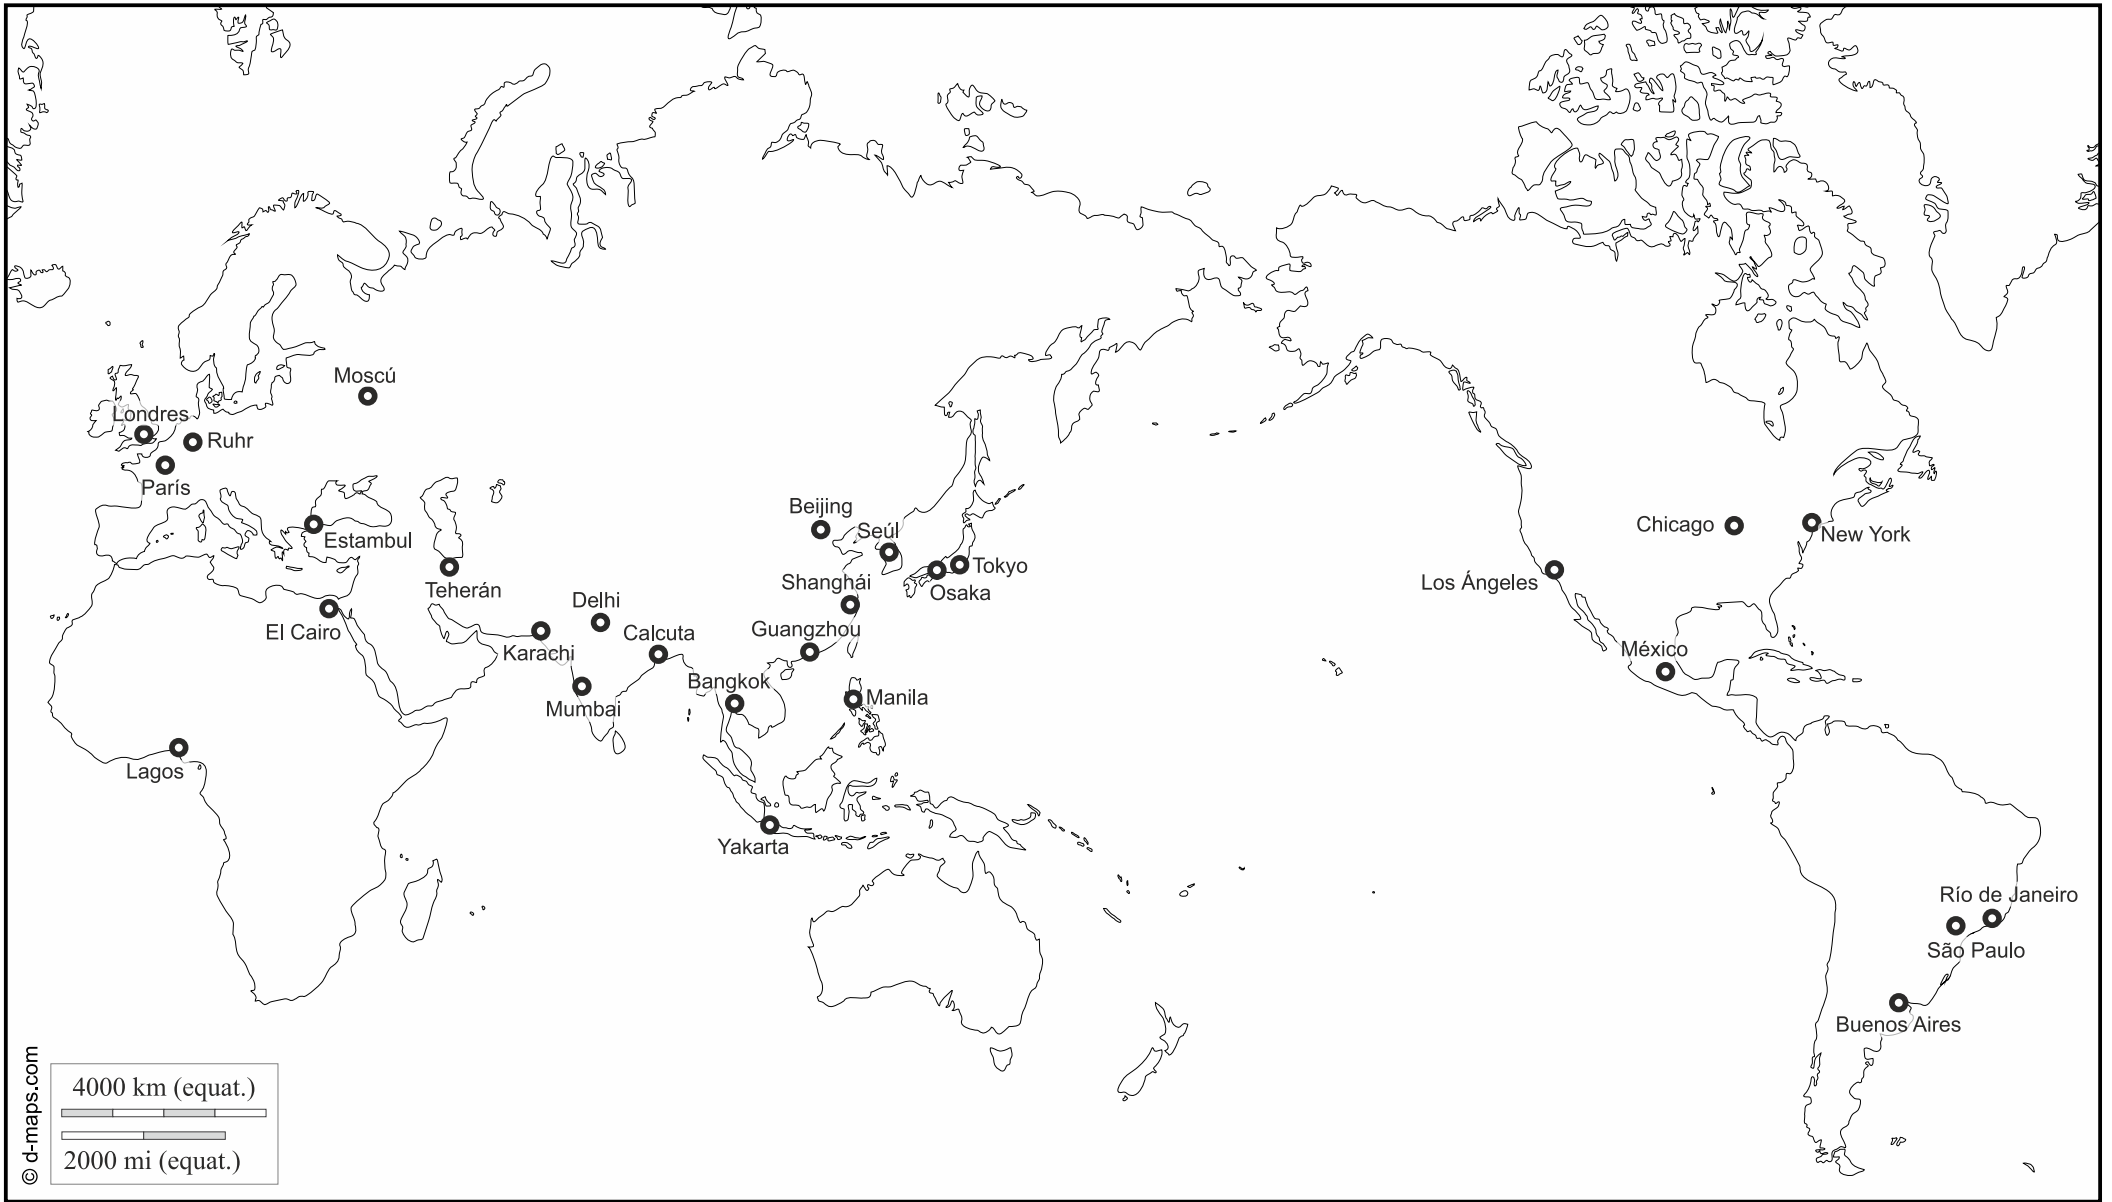 Moscú
Londres
Ruhr
París
Estambul
Teherán
El Cairo
Lagos
Karachi
Delhi
Calcuta
Mumbai
Bangkok
Beijing
Seúl
Shanghái
Guangzhou
Tokyo
Osaka
Manila
Yakarta
Chicago
New York
Los Ángeles
México
Río de Janeiro
São Paulo
Buenos Aires
© d-maps.com
4000 km (equat.)
2000 mi (equat.)